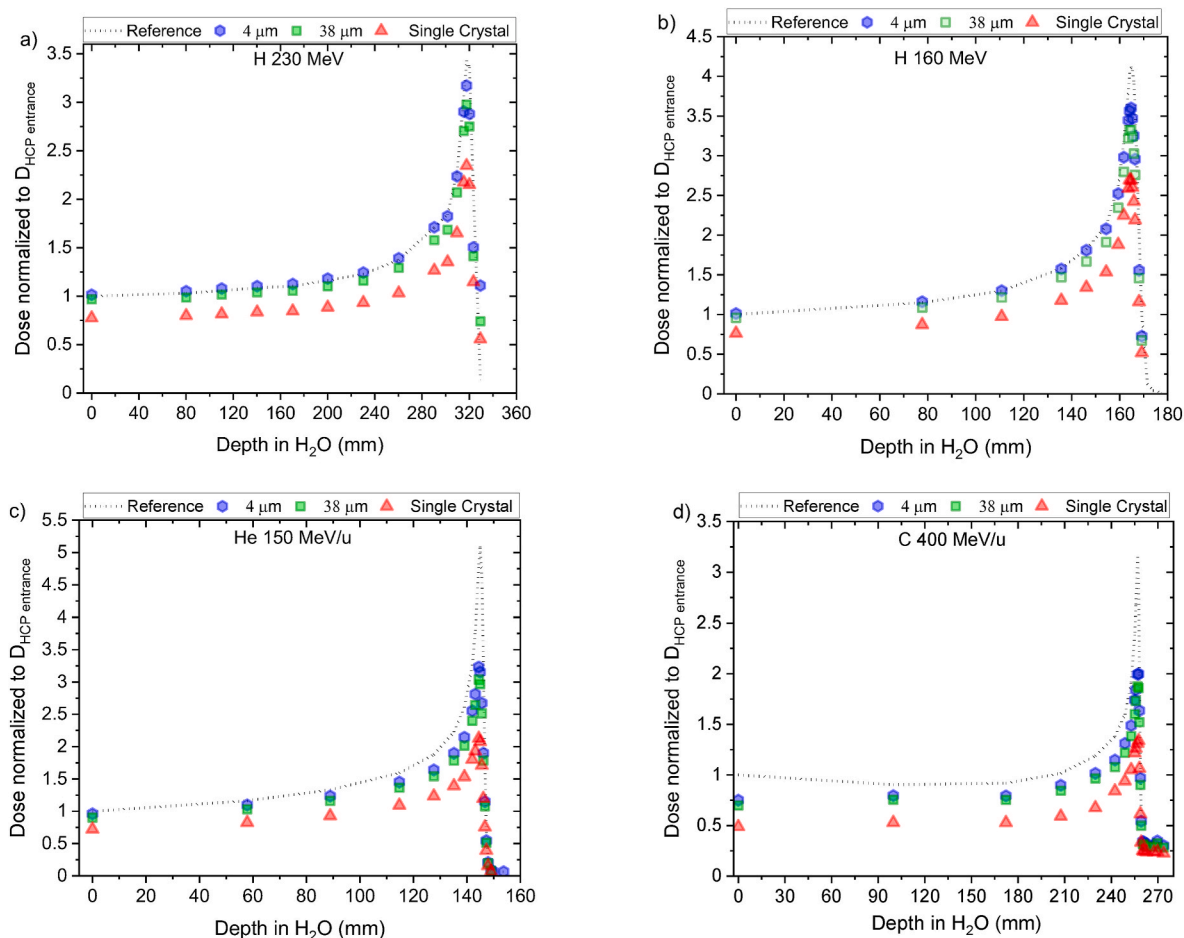 a)
Reference 4 μm 38 μm Single Crystal
H 230 MeV
Dose normalized to D_HCP entrance
3.5
3
2.5
2
1.5
1
0.5
0
0 40 80 120 160 200 240 280 320 360
Depth in H₂O (mm)
b)
Reference 4 μm 38 μm Single Crystal
H 160 MeV
Dose normalized to D_HCP entrance
4.5
4
3.5
3
2.5
2
1.5
1
0.5
0
0 20 40 60 80 100 120 140 160 180
Depth in H₂O (mm)
c)
Reference 4 μm 38 μm Single Crystal
He 150 MeV/u
Dose normalized to D_HCP entrance
5.5
5
4.5
4
3.5
3
2.5
2
1.5
1
0.5
0
0 20 40 60 80 100 120 140 160
Depth in H₂O (mm)
d)
Reference 4 μm 38 μm Single Crystal
C 400 MeV/u
Dose normalized to D_HCP entrance
3.5
3
2.5
2
1.5
1
0.5
0
0 30 60 90 120 150 180 210 240 270
Depth in H₂O (mm)